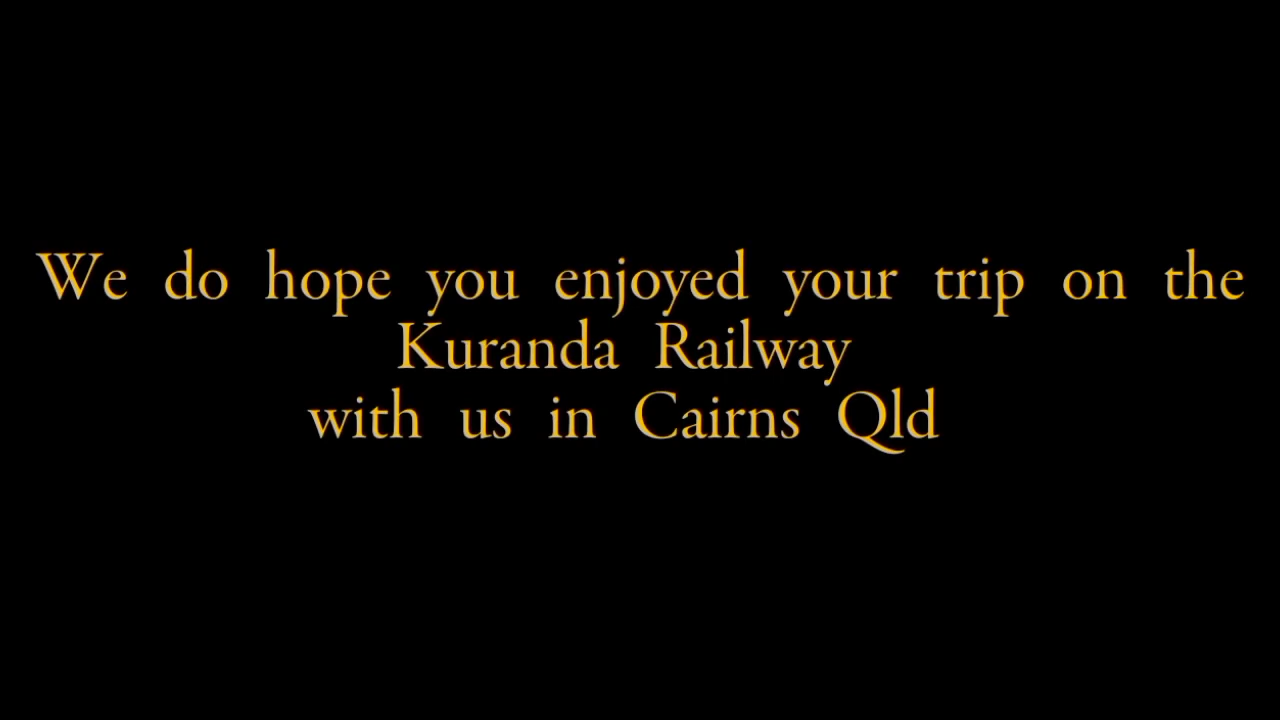 We do hope you enjoyed your trip on the
Kuranda Railway
with us in Cairns Qld